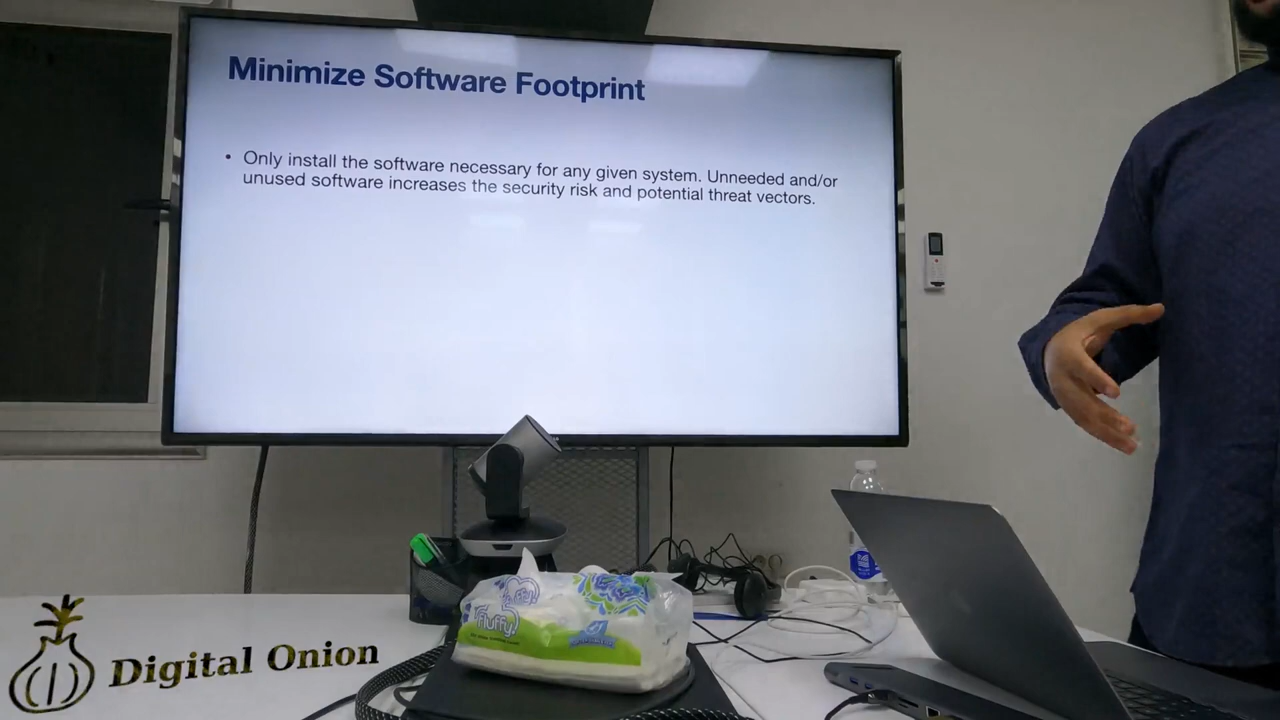 Minimize Software Footprint
• Only install the software necessary for any given system. Unneeded and/or
unused software increases the security risk and potential threat vectors.
Fluffy
Digital Onion